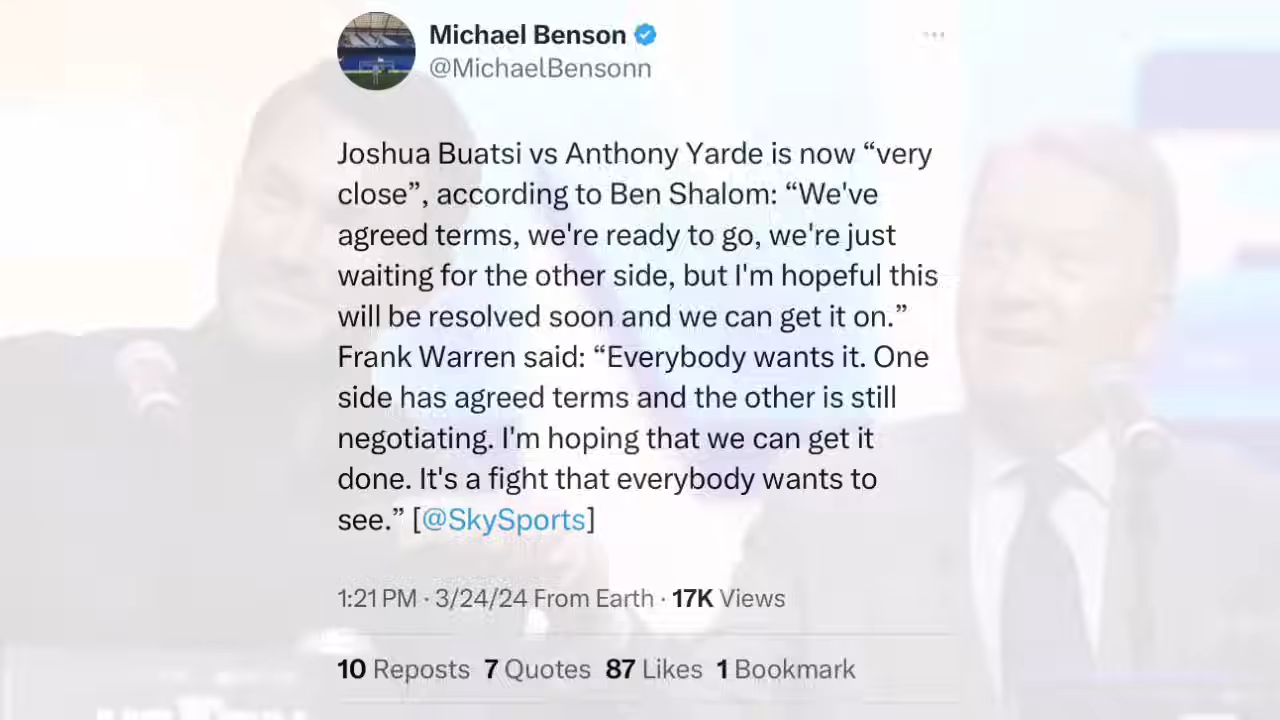 Michael Benson
@MichaelBensonn
Joshua Buatsi vs Anthony Yarde is now “very
close”, according to Ben Shalom: “We've
agreed terms, we're ready to go, we're just
waiting for the other side, but I'm hopeful this
will be resolved soon and we can get it on.”
Frank Warren said: “Everybody wants it. One
side has agreed terms and the other is still
negotiating. I'm hoping that we can get it
done. It's a fight that everybody wants to
see.” [@SkySports]
1:21 PM · 3/24/24 From Earth · 17K Views
10 Reposts 7 Quotes 87 Likes 1 Bookmark